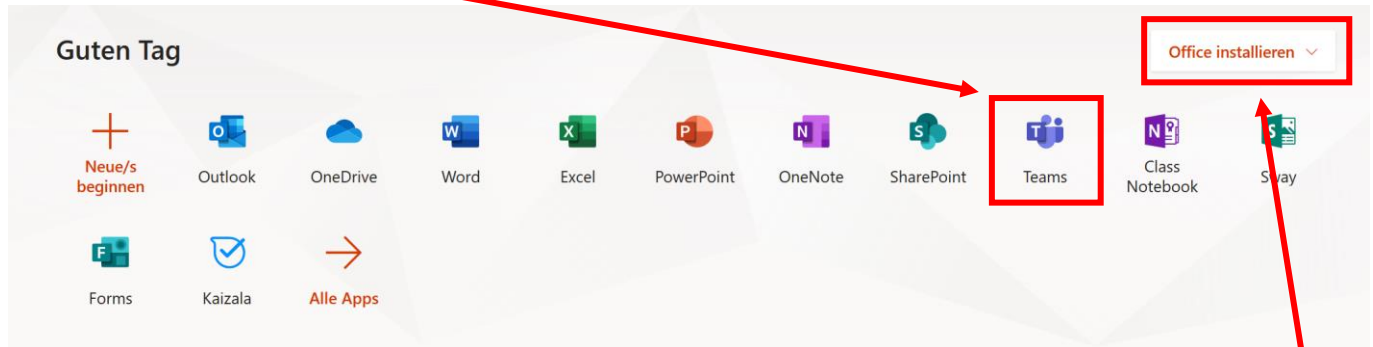 Guten Tag
Office installieren
Neue/s
beginnen
Outlook
OneDrive
Word
Excel
PowerPoint
OneNote
SharePoint
Teams
Class
Notebook
Sway
Forms
Kaizala
Alle Apps